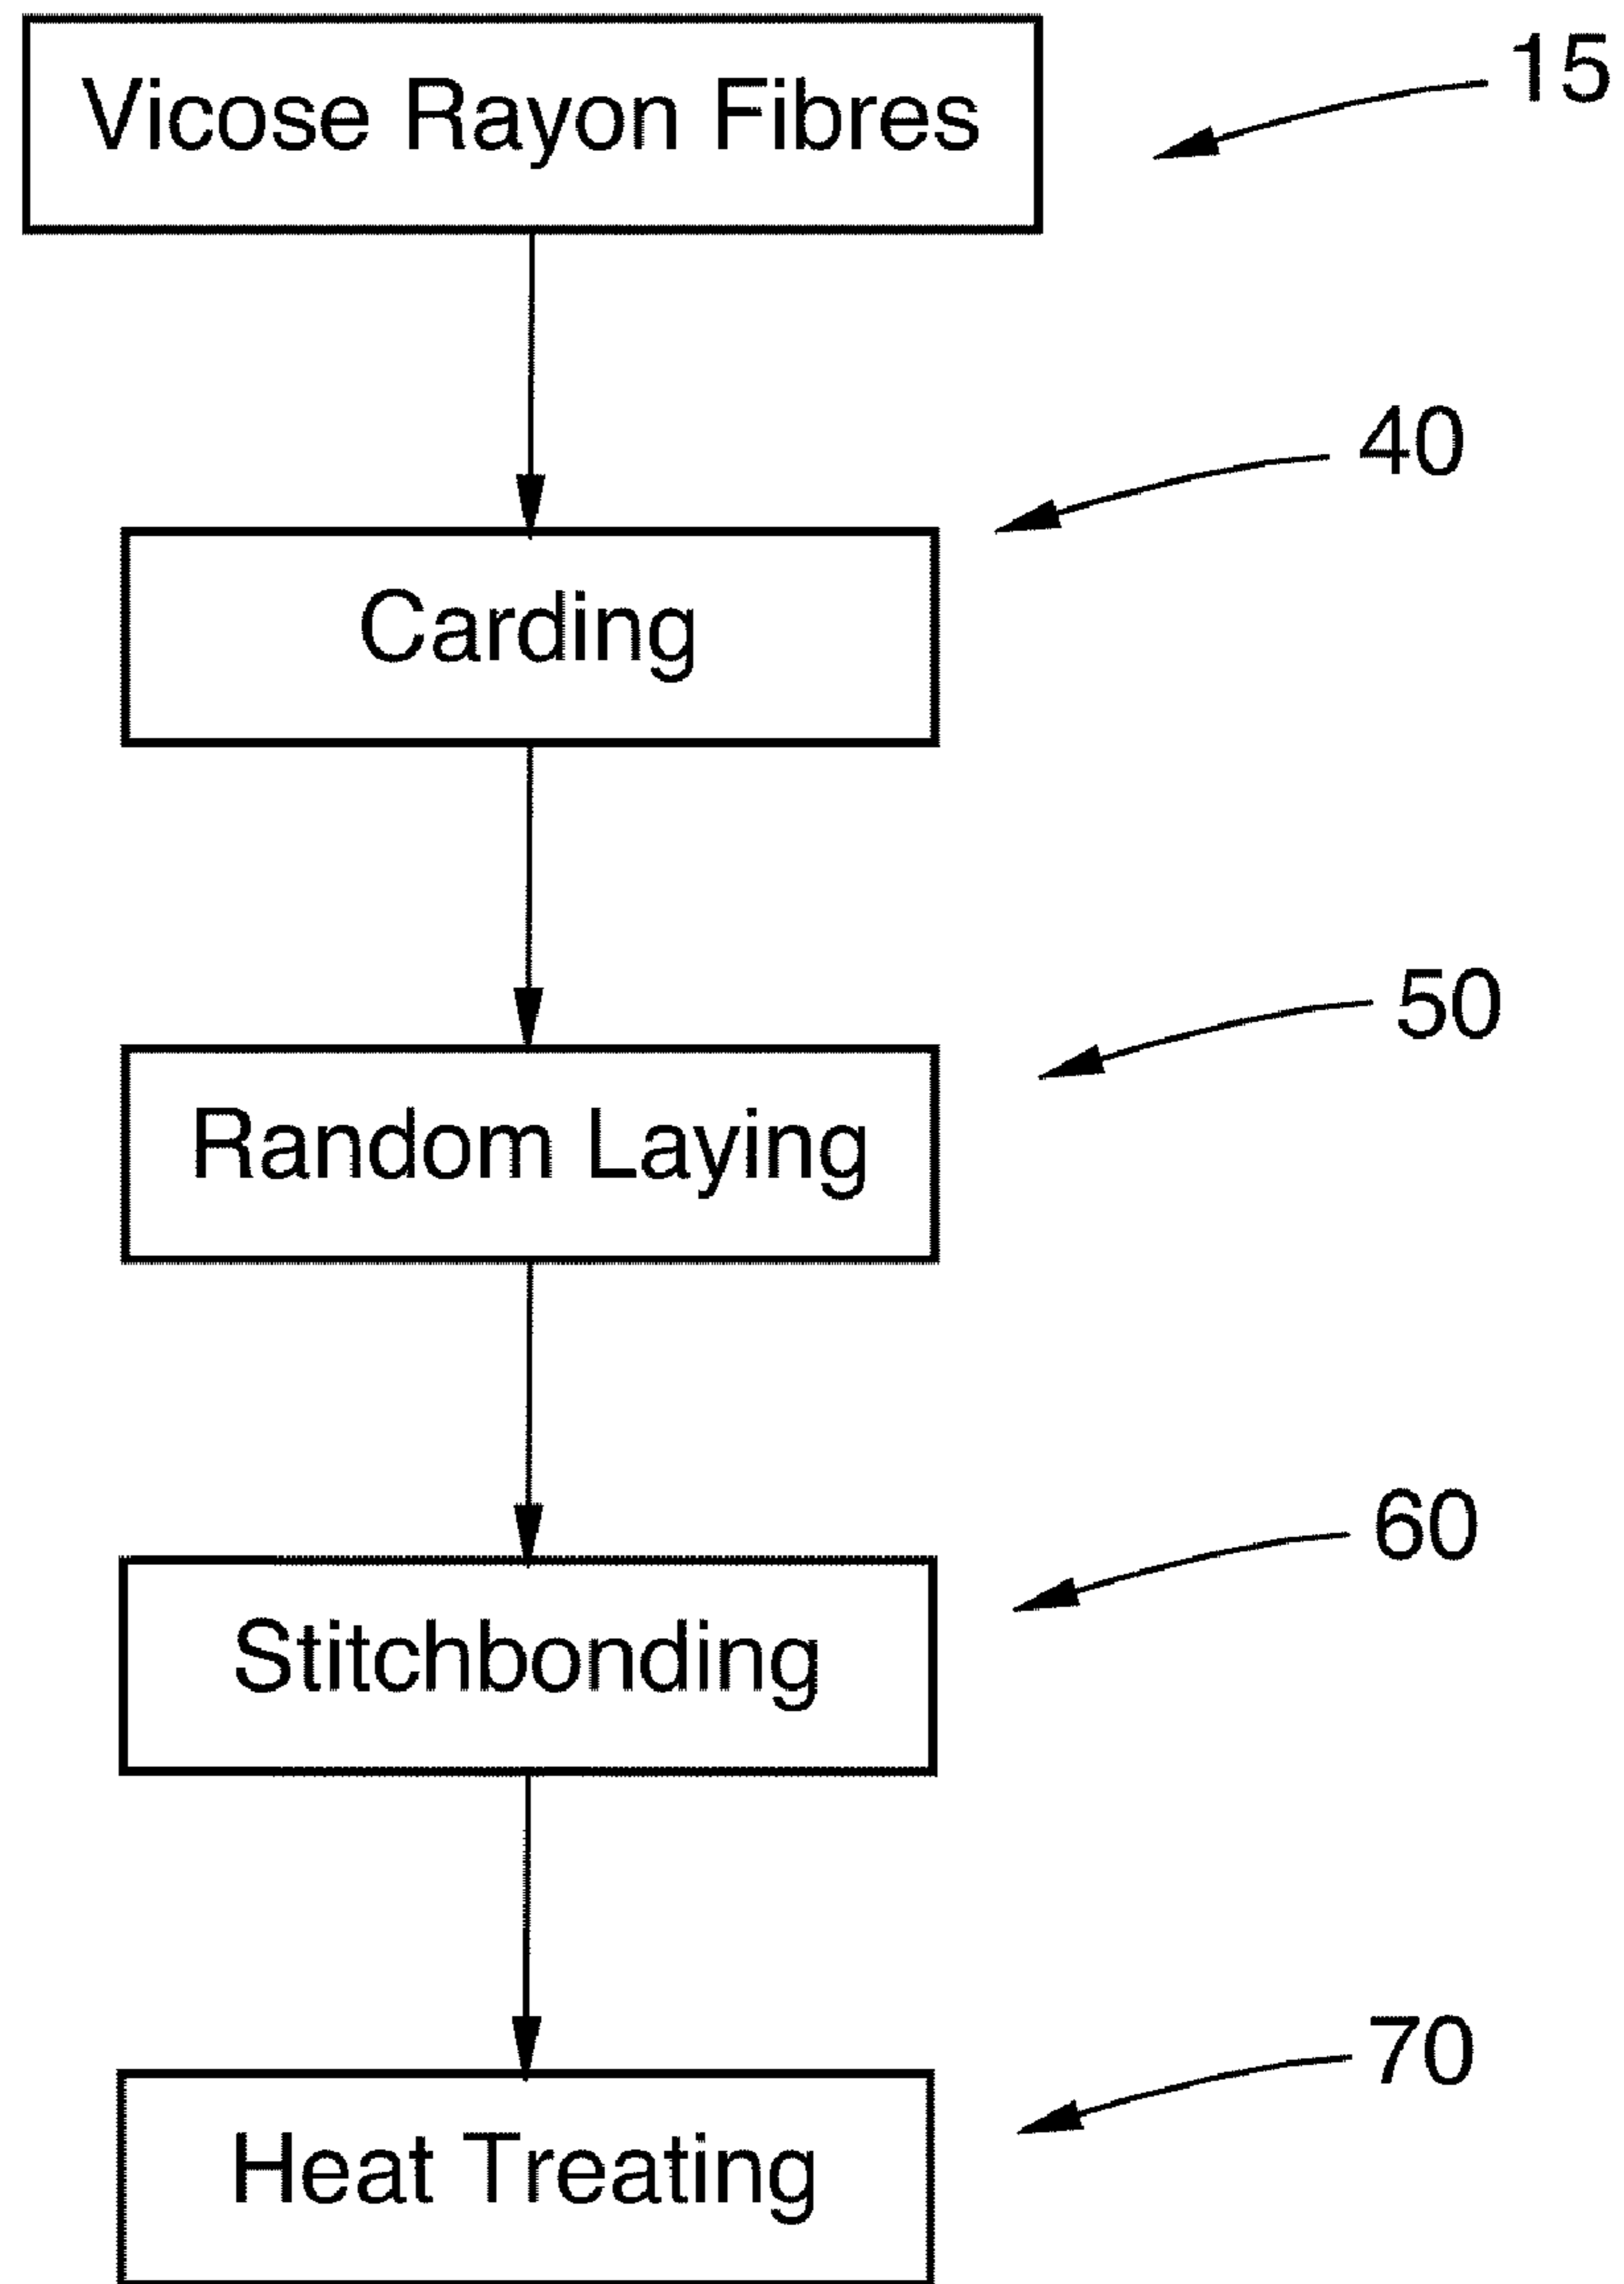 Vicose Rayon Fibres
15
Carding
40
Random Laying
50
Stitchbonding
60
Heat Treating
70